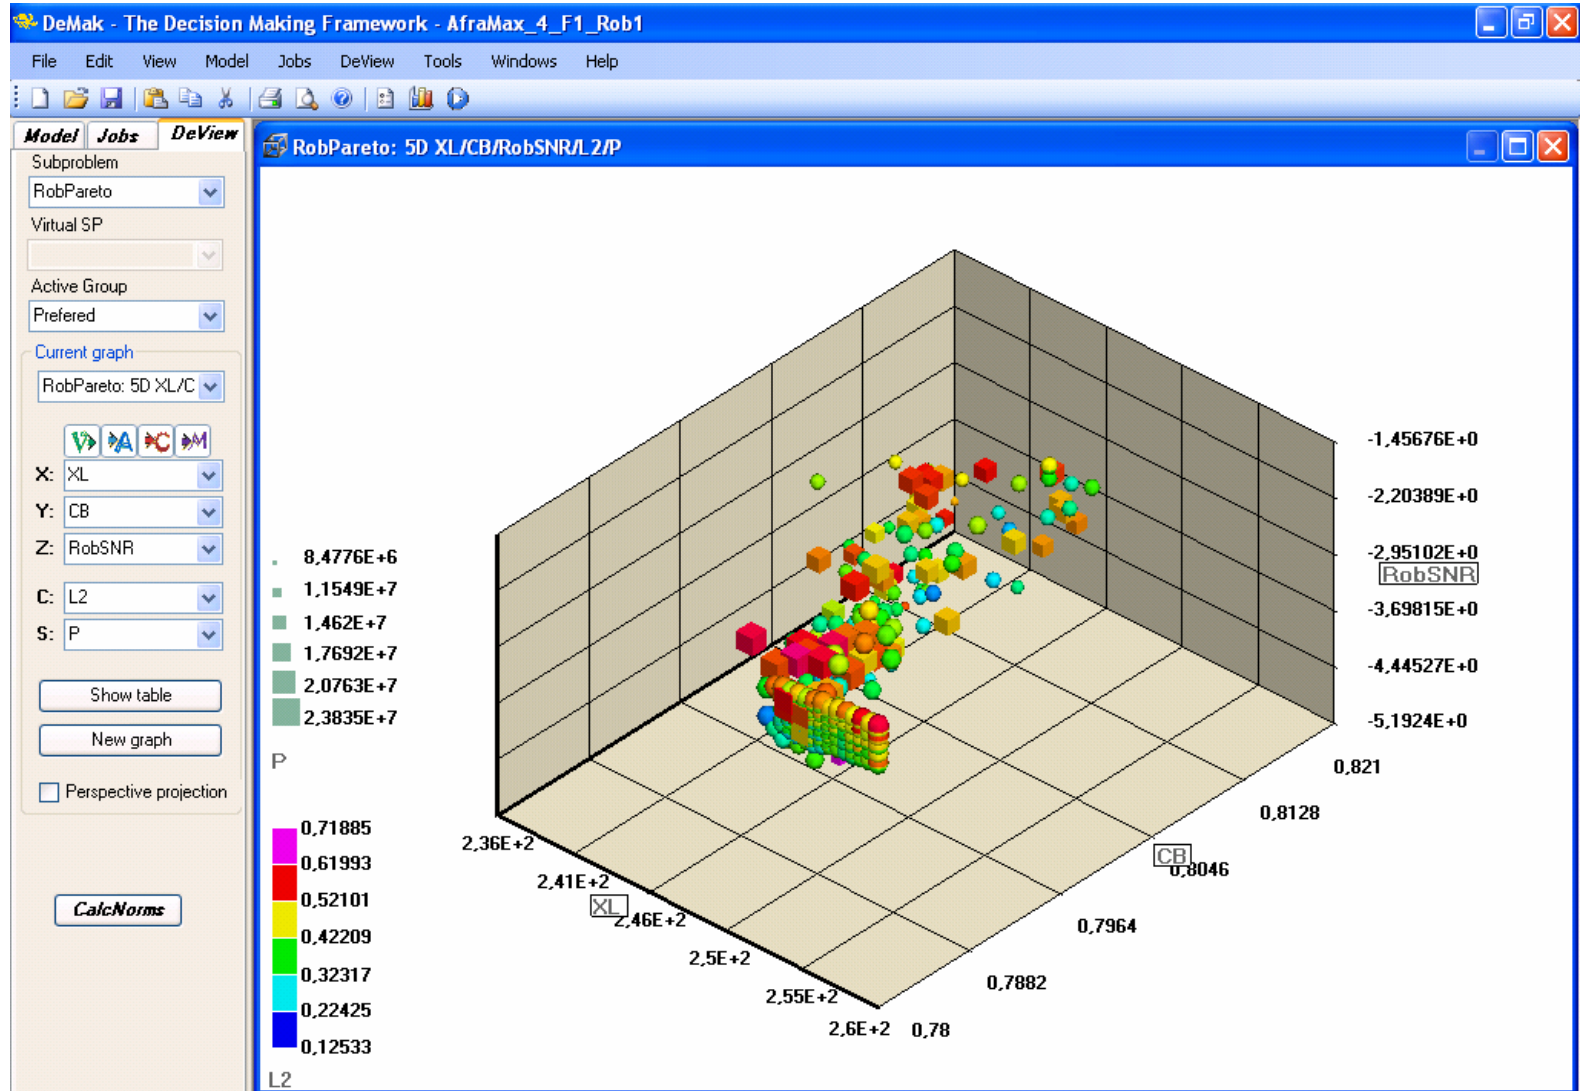 DeMak - The Decision Making Framework - AfraMax_4_F1_Rob1
File Edit View Model Jobs DeView Tools Windows Help
Model Jobs DeView
Subproblem
RobPareto
Virtual SP
Active Group
Prefered
Current graph
RobPareto: 5D XL/C
V A C M
X: XL
Y: CB
Z: RobSNR
C: L2
S: P
Show table
New graph
Perspective projection
CalcNorms
RobPareto: 5D XL/CB/RobSNR/L2/P
8,4776E+6
1,1549E+7
1,462E+7
1,7692E+7
2,0763E+7
2,3835E+7
P
0,71885
0,61993
0,52101
0,42209
0,32317
0,22425
0,12533
L2
-1,45676E+0
-2,20389E+0
-2,95102E+0
RobSNR
-3,69815E+0
-4,44527E+0
-5,1924E+0
0,821
0,8128
CB
0,8046
0,7964
0,7882
0,78
2,36E+2
2,41E+2
XL
2,46E+2
2,5E+2
2,55E+2
2,6E+2